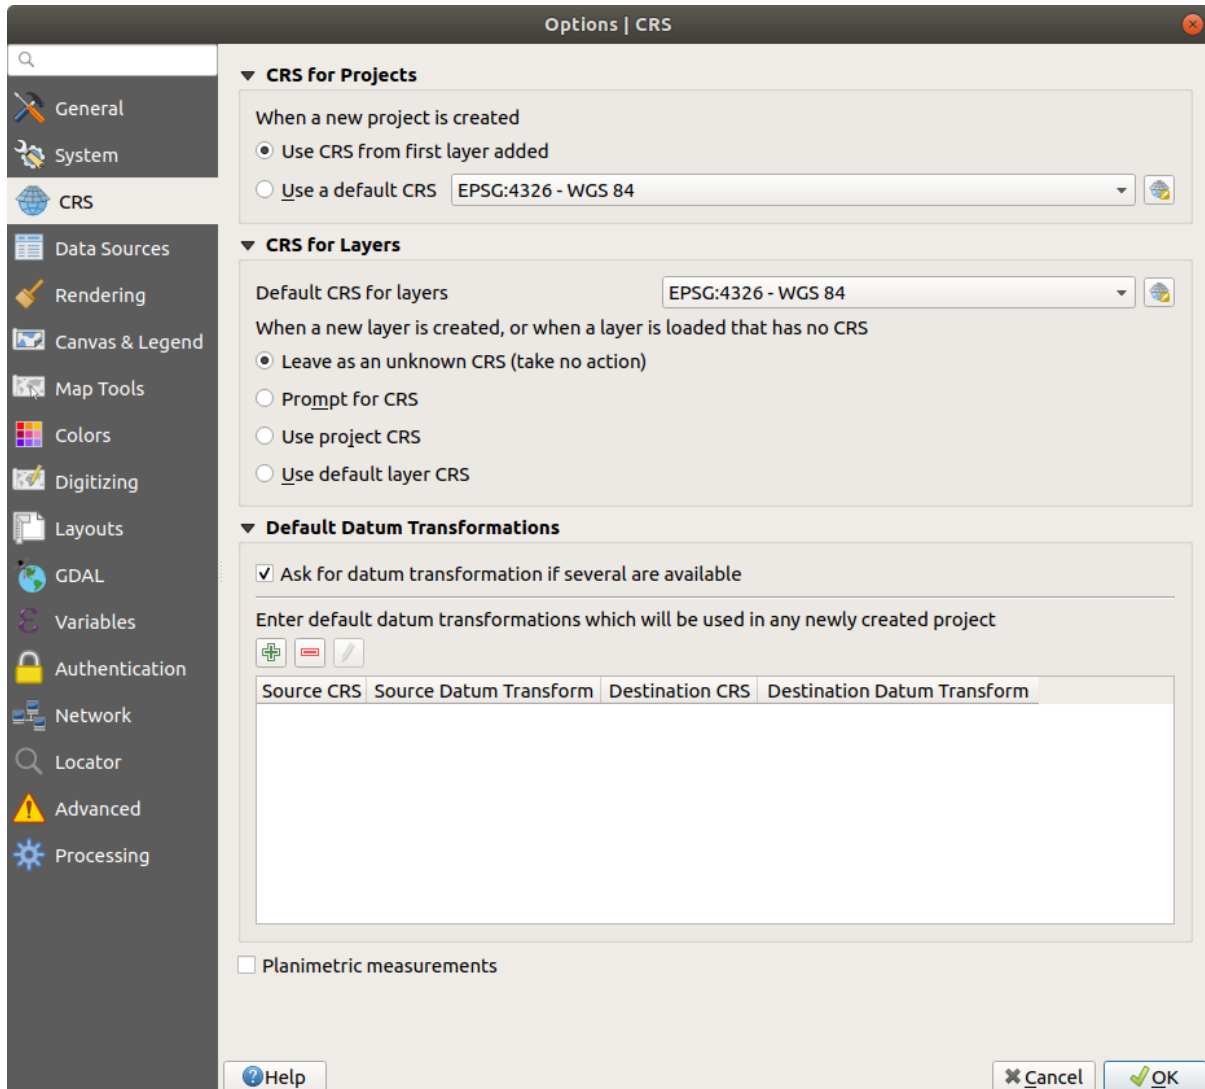 Options | CRS
General
System
CRS
Data Sources
Rendering
Canvas & Legend
Map Tools
Colors
Digitizing
Layouts
GDAL
Variables
Authentication
Network
Locator
Advanced
Processing
CRS for Projects
When a new project is created
Use CRS from first layer added
Use a default CRS EPSG:4326 - WGS 84
CRS for Layers
Default CRS for layers EPSG:4326 - WGS 84
When a new layer is created, or when a layer is loaded that has no CRS
Leave as an unknown CRS (take no action)
Prompt for CRS
Use project CRS
Use default layer CRS
Default Datum Transformations
Ask for datum transformation if several are available
Enter default datum transformations which will be used in any newly created project
Source CRS Source Datum Transform Destination CRS Destination Datum Transform
Planimetric measurements
Help Cancel OK